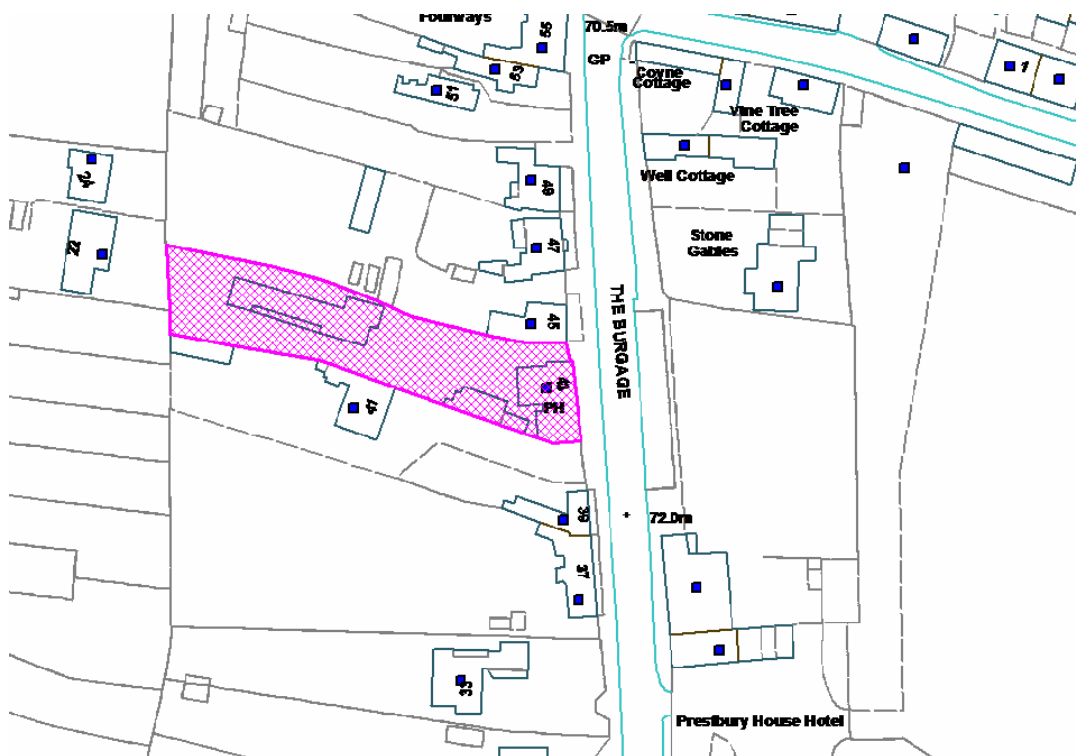 Fourways
55
70.5m
53
GP
51
Coyne
Cottage
1
Vine Tree
Cottage
24
49
Well Cottage
22
47
Stone
Gables
45
THE BURGAGE
43
PH
41
39
72.0m
37
33
Prestbury House Hotel